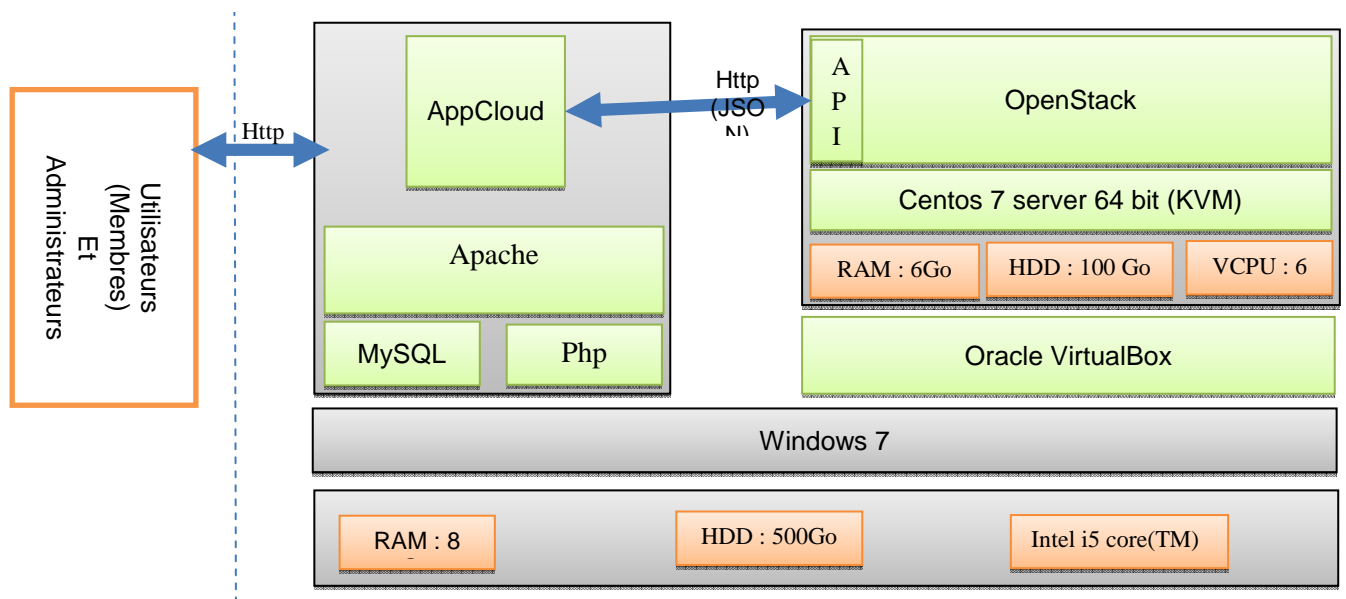 Utilisateurs
(Membres)
Et
Administrateurs
Http
AppCloud
Apache
MySQL
Php
Http
(JSO
N)
A
P
I
OpenStack
Centos 7 server 64 bit (KVM)
RAM : 6Go
HDD : 100 Go
VCPU : 6
Oracle VirtualBox
Windows 7
RAM : 8
HDD : 500Go
Intel i5 core(TM)